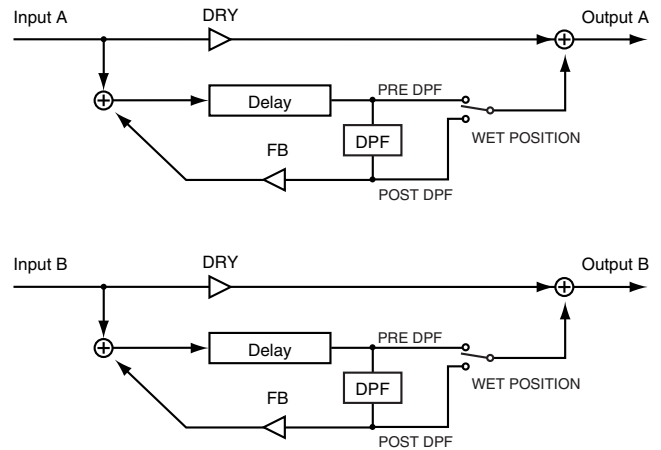 Input A
DRY
Output A
Delay
PRE DPF
DPF
WET POSITION
FB
POST DPF
Input B
DRY
Output B
Delay
PRE DPF
DPF
WET POSITION
FB
POST DPF